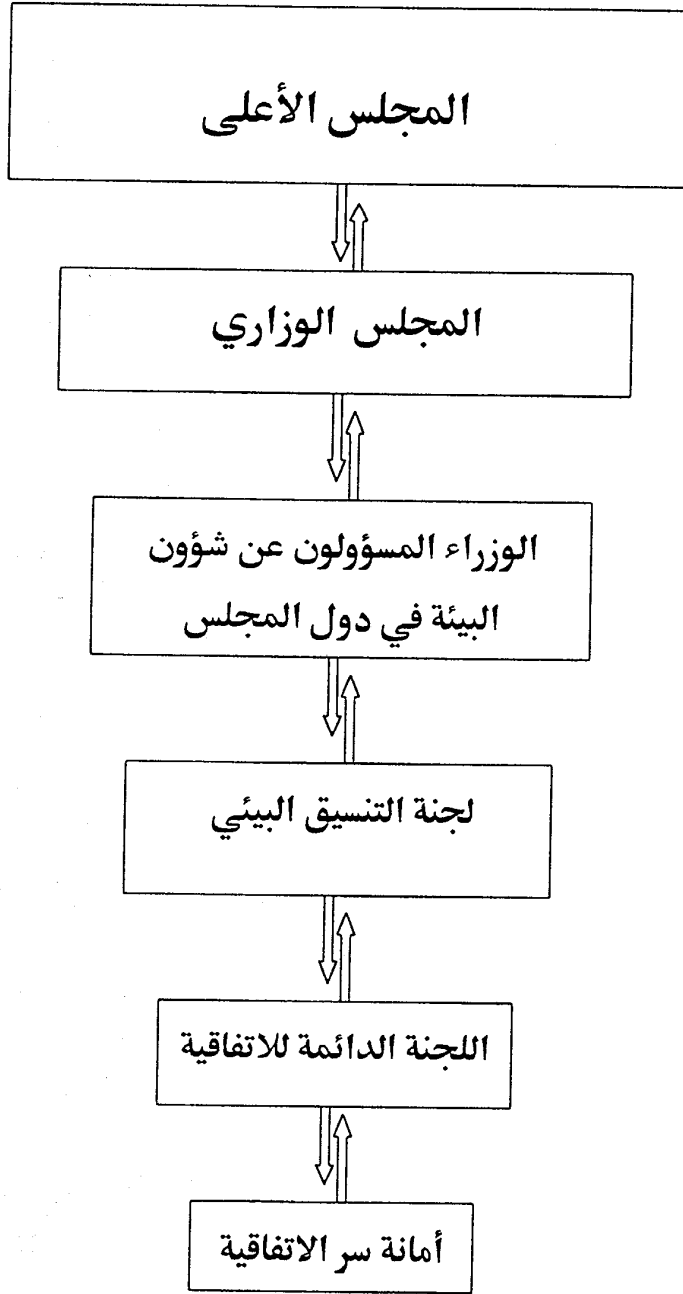 المجلس الأعلى
المجلس الوزاري
الوزراء المسؤولون عن شؤون
البيئة في دول المجلس
لجنة التنسيق البيئي
اللجنة الدائمة للاتفاقية
أمانة سر الاتفاقية